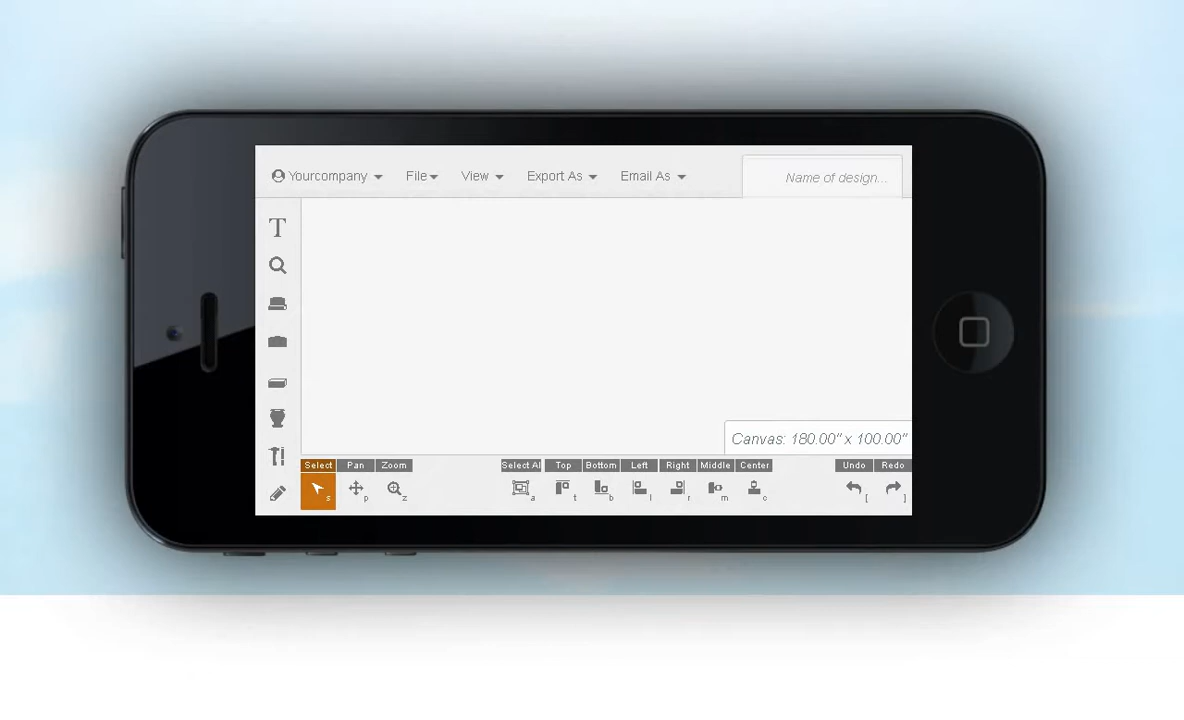 Yourcompany File View Export As Email As Name of design...
T
Canvas: 180.00" x 100.00"
Select Pan Zoom Select Al Top Bottom Left Right Middle Center Undo Redo
s p z a t b l r m c [ ]